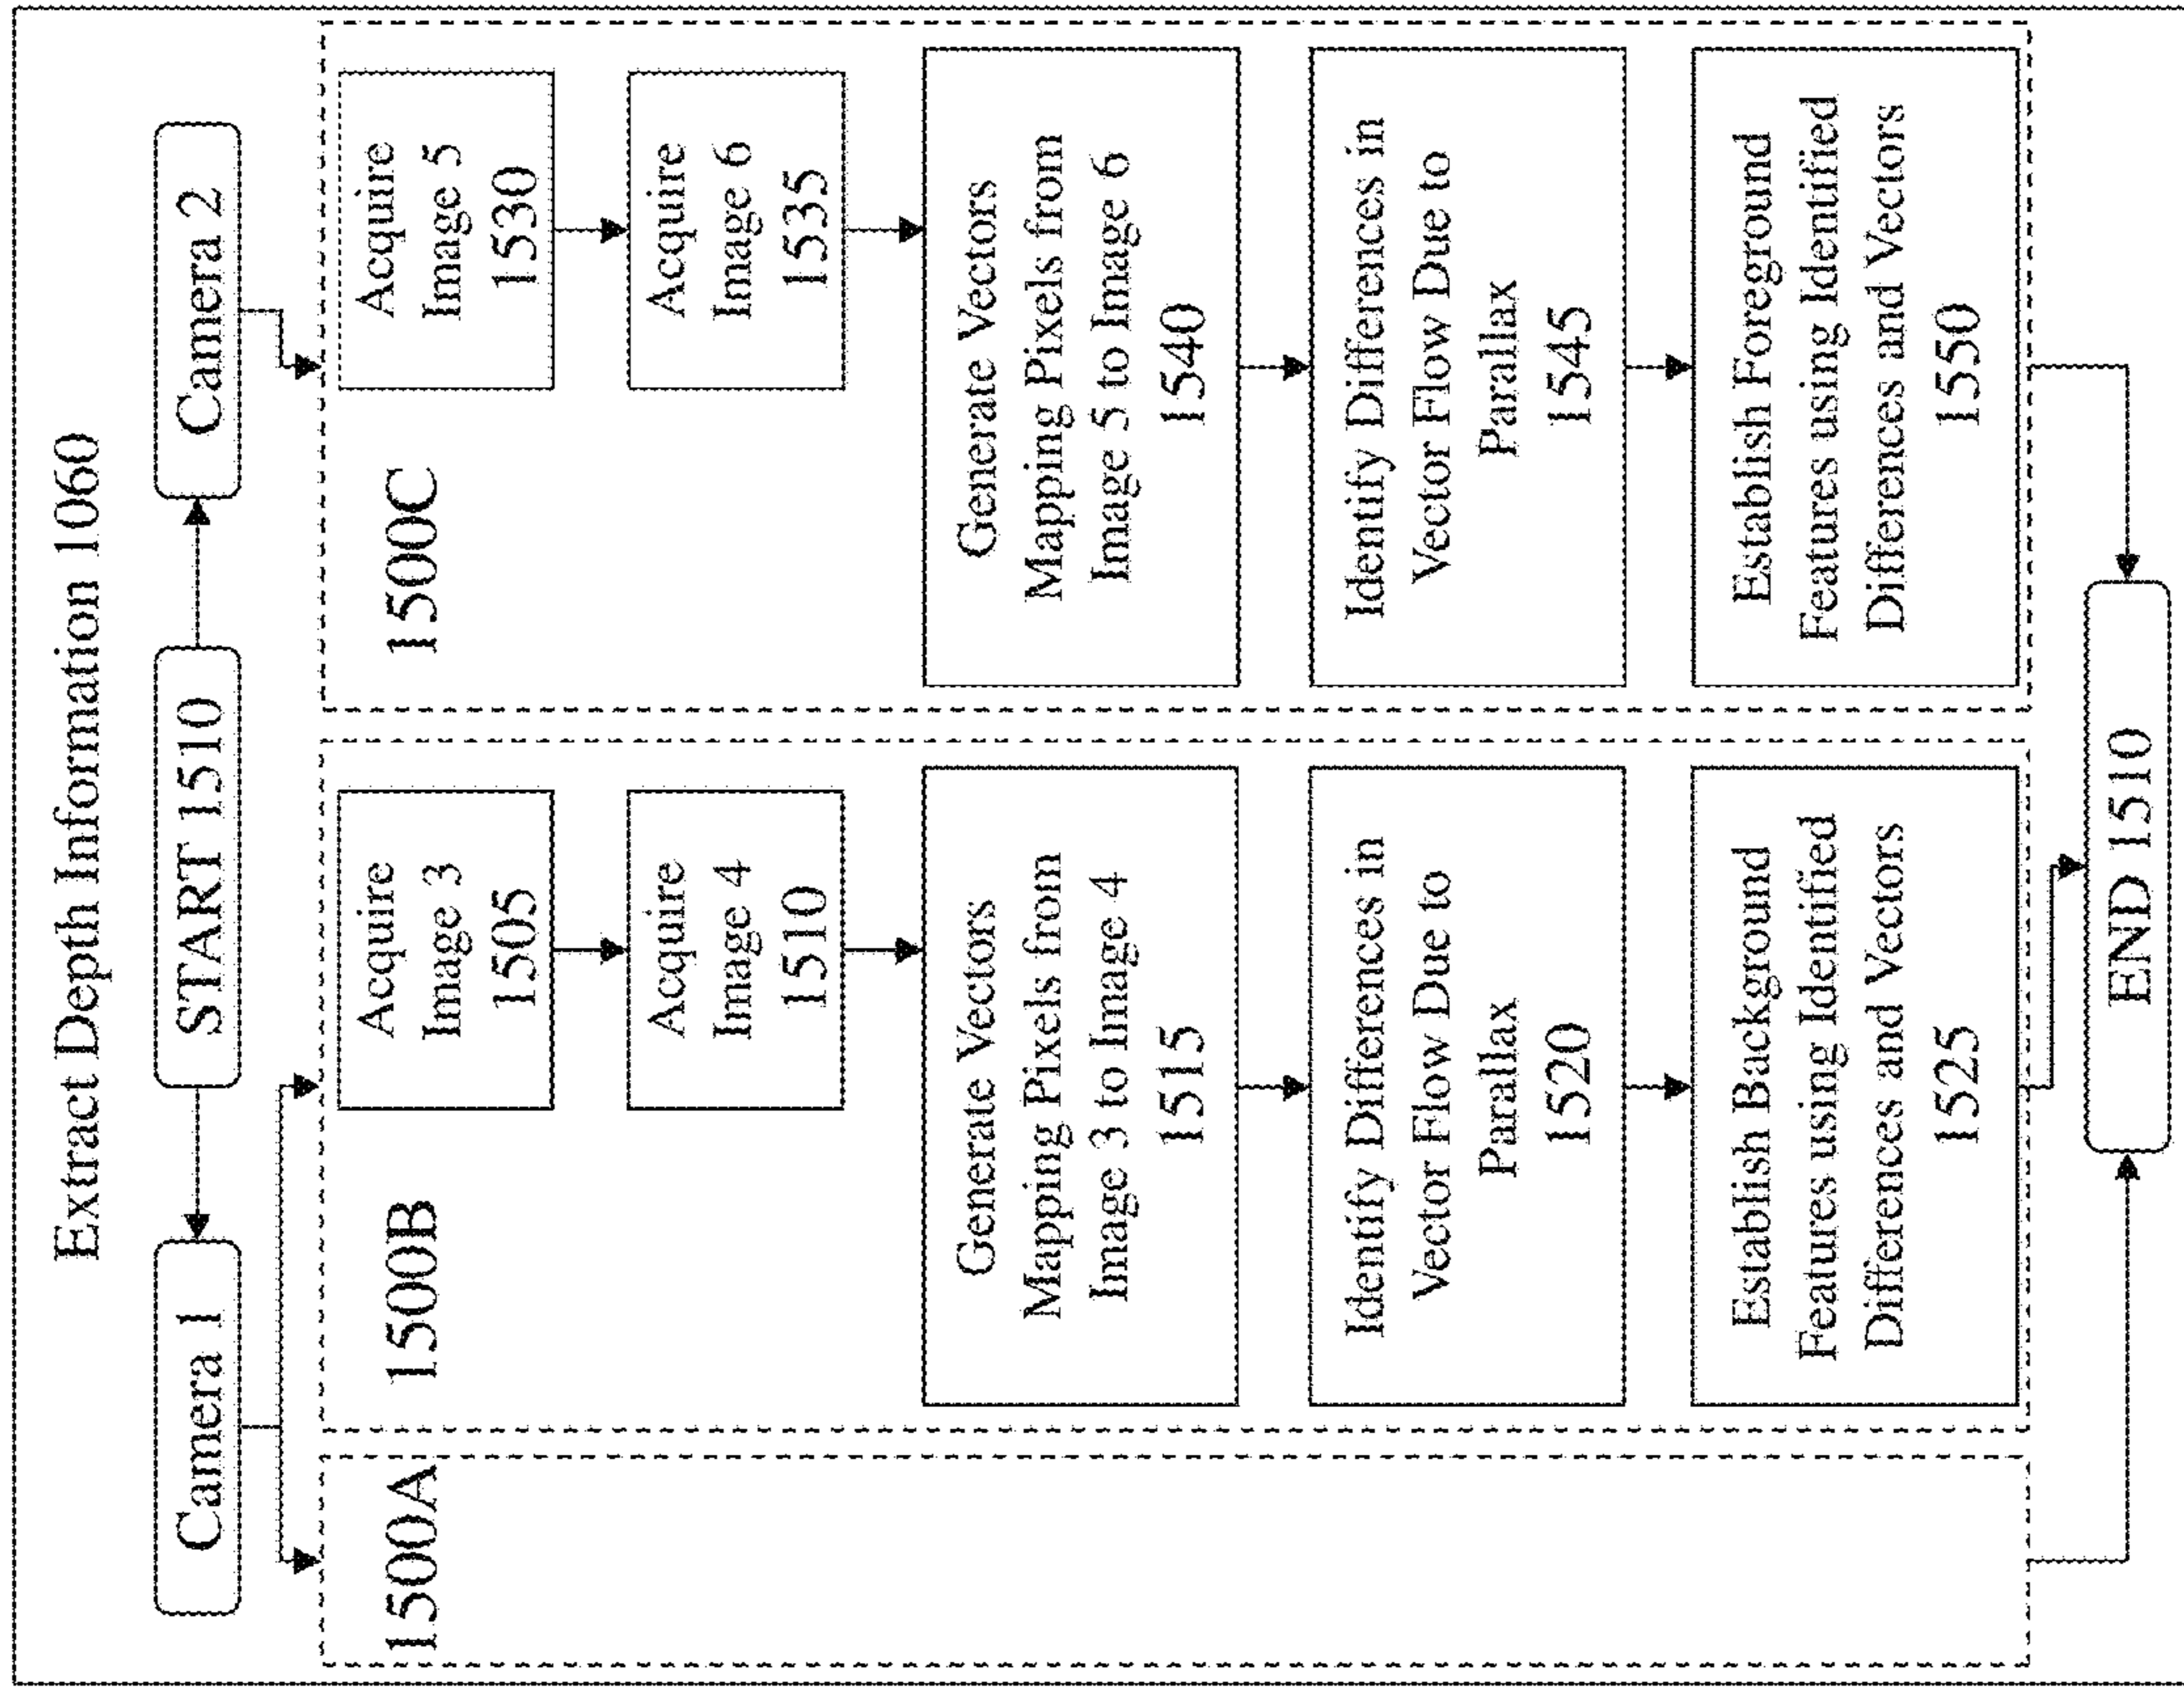 Extract Depth Information 1060
Camera 1
START 1510
Camera 2
1500A
1500B
Acquire
Image 3
1505
Acquire
Image 4
1510
Generate Vectors
Mapping Pixels from
Image 3 to Image 4
1515
Identify Differences in
Vector Flow Due to
Parallax
1520
Establish Background
Features using Identified
Differences and Vectors
1525
1500C
Acquire
Image 5
1530
Acquire
Image 6
1535
Generate Vectors
Mapping Pixels from
Image 5 to Image 6
1540
Identify Differences in
Vector Flow Due to
Parallax
1545
Establish Foreground
Features using Identified
Differences and Vectors
1550
END 1510